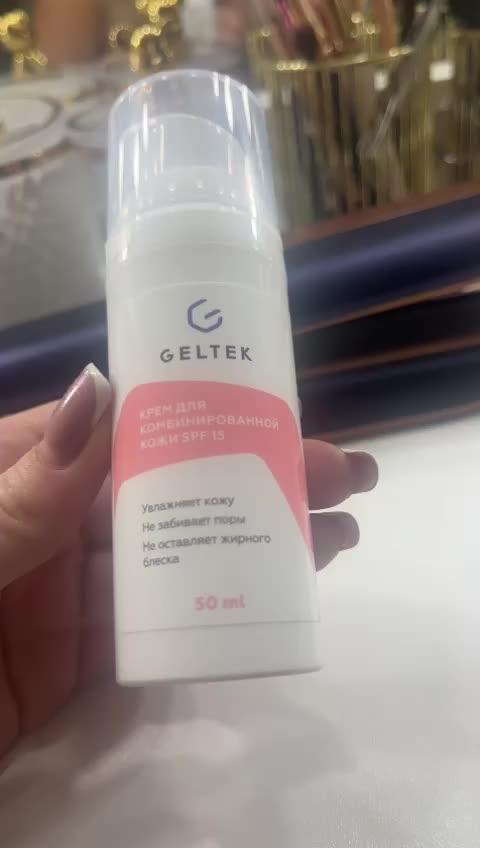 GELTEK
КРЕМ ДЛЯ
КОМБИНИРОВАННОЙ
КОЖИ SPF 15
Увлажняет кожу
Не забивает поры
Не оставляет жирного
блеска
50 ml